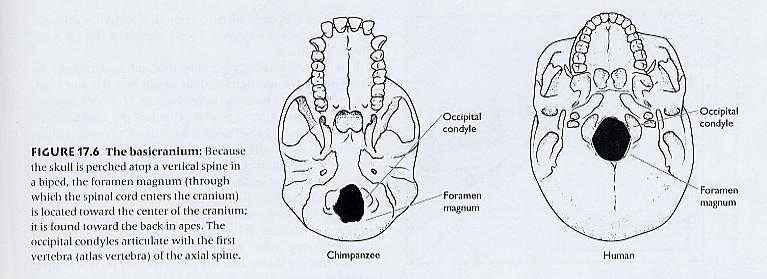 FIGURE 17.6 The basicranium: Because
the skull is perched atop a vertical spine in
a biped, the foramen magnum (through
which the spinal cord enters the cranium)
is located toward the center of the cranium;
it is found toward the back in apes. The
occipital condyles articulate with the first
vertebra (atlas vertebra) of the axial spine.
Occipital
condyle
Foramen
magnum
Chimpanzee
Occipital
condyle
Foramen
magnum
Human